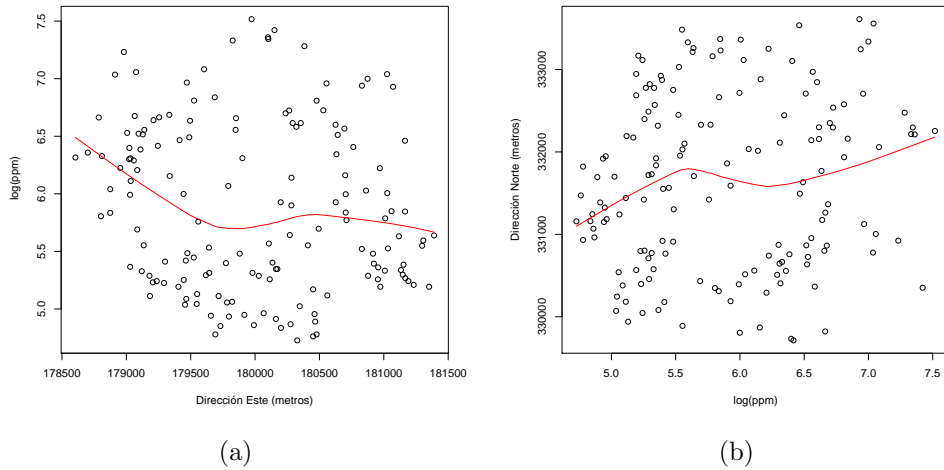 7.5
7.0
6.5
6.0
5.5
5.0
log(ppm)
178500 179000 179500 180000 180500 181000 181500
Dirección Este (metros)
(a)
333000
332000
331000
330000
Dirección Norte (metros)
5.0 5.5 6.0 6.5 7.0 7.5
log(ppm)
(b)